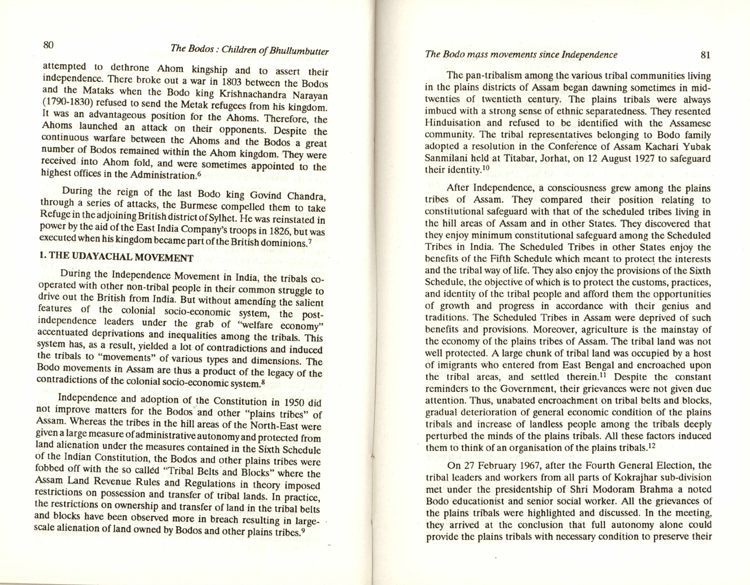 80
The Bodos : Children of Bhullumbutter
attempted to dethrone Ahom kingship and to assert their
independence. There broke out a war in 1803 between the Bodos
and the Mataks when the Bodo king Krishnachandra Narayan
(1790-1830) refused to send the Metak refugees from his kingdom.
It was an advantageous position for the Ahoms. Therefore, the
Ahoms launched an attack on their opponents. Despite the
continuous warfare between the Ahoms and the Bodos a great
number of Bodos remained within the Ahom kingdom. They were
received into Ahom fold, and were sometimes appointed to the
highest offices in the Administration.6
During the reign of the last Bodo king Govind Chandra,
through a series of attacks, the Burmese compelled them to take
Refuge in the adjoining British district of Sylhet. He was reinstated in
power by the aid of the East India Company's troops in 1826, but was
executed when his kingdom became part of the British dominions.7
1. THE UDAYACHAL MOVEMENT
During the Independence Movement in India, the tribals co-
operated with other non-tribal people in their common struggle to
drive out the British from India. But without amending the salient
features of the colonial socio-economic system, the post-
independence leaders under the grab of "welfare economy"
accentuated deprivations and inequalities among the tribals. This
system has, as a result, yielded a lot of contradictions and induced
the tribals to "movements" of various types and dimensions. The
Bodo movements in Assam are thus a product of the legacy of the
contradictions of the colonial socio-economic system.8
Independence and adoption of the Constitution in 1950 did
not improve matters for the Bodos and other "plains tribes" of
Assam. Whereas the tribes in the hill areas of the North-East were
given a large measure of administrative autonomy and protected from
land alienation under the measures contained in the Sixth Schedule
of the Indian Constitution, the Bodos and other plains tribes were
fobbed off with the so callèd "Tribal Belts and Blocks" where the
Assam Land Revenue Rules and Regulations in theory imposed
restrictions on possession and transfer of tribal lands. In practice,
the restrictions on ownership and transfer of land in the tribal belts
and blocks have been observed more in breach resulting in large-
scale alienation of land owned by Bodos and other plains tribes.9
The Bodo mass movements since Independence
81
The pan-tribalism among the various tribal communities living
in the plains districts of Assam began dawning sometimes in mid-
twenties of twentieth century. The plains tribals were always
imbued with a strong sense of ethnic separatedness. They resented
Hinduisation and refused to be identified with the Assamese
community. The tribal representatives belonging to Bodo family
adopted a resolution in the Conference of Assam Kachari Yubak
Sanmilani held at Titabar, Jorhat, on 12 August 1927 to safeguard
their identity.10
After Independence, a consciousness grew among the plains
tribes of Assam. They compared their position relating to
constitutional safeguard with that of the scheduled tribes living in
the hill areas of Assam and in other States. They discovered that
they enjoy minimum constitutional safeguard among the Scheduled
Tribes in India. The Scheduled Tribes in other States enjoy the
benefits of the Fifth Schedule which meant to protect the interests
and the tribal way of life. They also enjoy the provisions of the Sixth
Schedule, the objective of which is to protect the customs, practices,
and identity of the tribal people and afford them the opportunities
of growth and progress in accordance with their genius and
traditions. The Scheduled Tribes in Assam were deprived of such
benefits and provisions. Moreover, agriculture is the mainstay of
the economy of the plains tribes of Assam. The tribal land was not
well protected. A large chunk of tribal land was occupied by a host
of imigrants who entered from East Bengal and encroached upon
the tribal areas, and settled therein.11 Despite the constant
reminders to the Government, their grievances were not given due
attention. Thus, unabated encroachment on tribal belts and blocks,
gradual deterioration of general economic condition of the plains
tribals and increase of landless people among the tribals deeply
perturbed the minds of the plains tribals. All these factors induced
them to think of an organisation of the plains tribals.12
On 27 February 1967, after the Fourth General Election, the
tribal leaders and workers from all parts of Kokrajhar sub-division
met under the presidentship of Shri Modoram Brahma a noted
Bodo educationist and senior social worker. All the grievances of
the plains tribals were highlighted and discussed. In the meeting,
they arrived at the conclusion that full autonomy alone could
provide the plains tribals with necessary condition to preserve their